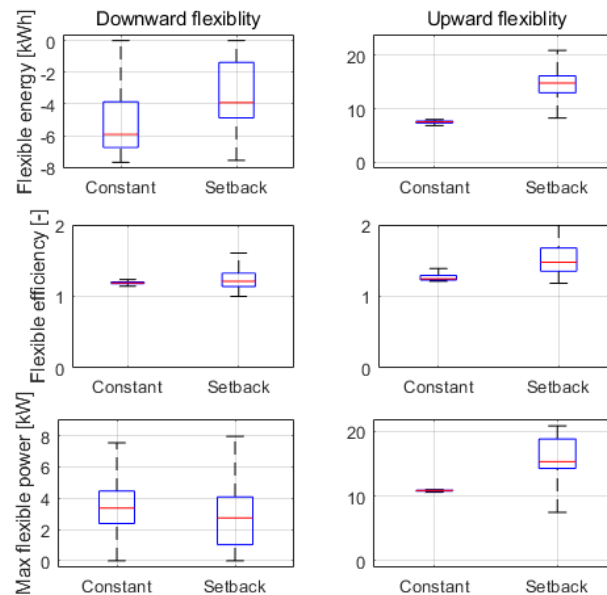 Downward flexiblity
Upward flexiblity
Flexible energy [kWh]
0
-2
-4
-6
-8
Constant
Setback
20
10
0
Constant
Setback
Flexible efficiency [-]
2
1
0
Constant
Setback
2
1
0
Constant
Setback
Max flexible power [kW]
8
6
4
2
0
Constant
Setback
20
10
0
Constant
Setback